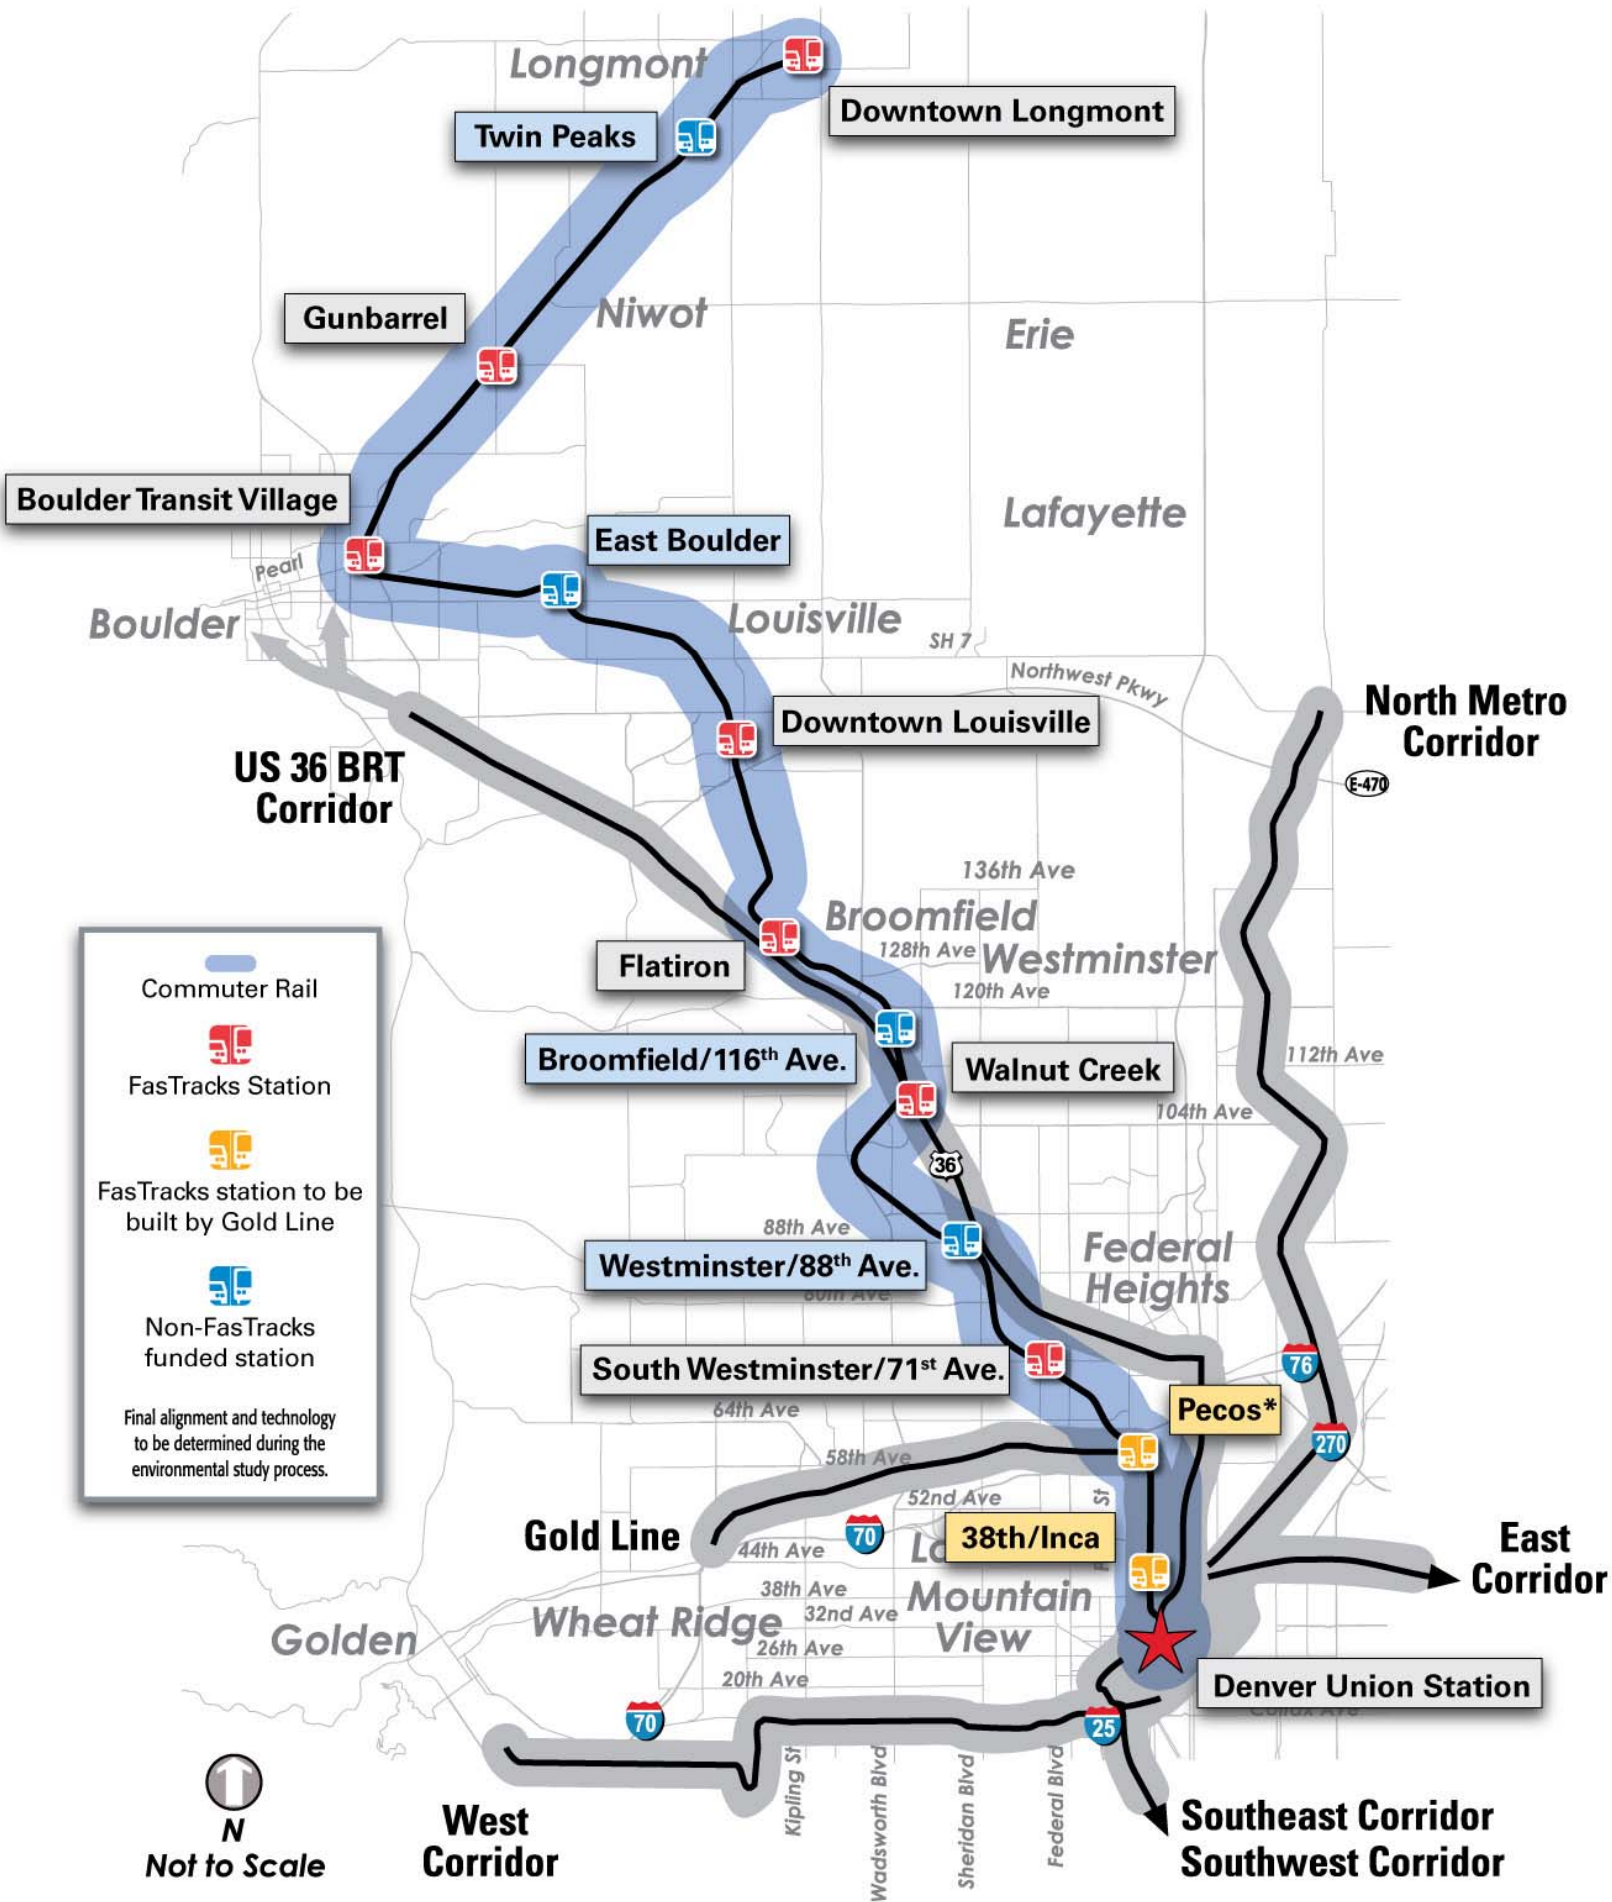 Longmont
Downtown Longmont
Twin Peaks
Gunbarrel
Niwot
Erie
Boulder Transit Village
Lafayette
East Boulder
Pearl
Boulder
Louisville
SH 7
Northwest Pkwy
North Metro
Corridor
Downtown Louisville
US 36 BRT
Corridor
E-470
136th Ave
Broomfield
128th Ave
Westminster
120th Ave
Flatiron
Broomfield/116th Ave.
Walnut Creek
112th Ave
104th Ave
36
88th Ave
Westminster/88th Ave.
80th Ave
Federal
Heights
South Westminster/71st Ave.
76
Pecos*
64th Ave
270
58th Ave
52nd Ave
St
Gold Line
70
38th/Inca
44th Ave
East
Corridor
38th Ave
Mountain
View
Wheat Ridge
32nd Ave
Golden
26th Ave
20th Ave
Denver Union Station
Colfax Ave
70
25
Kipling St
Wadsworth Blvd
Sheridan Blvd
Federal Blvd
West
Corridor
Southeast Corridor
Southwest Corridor
Commuter Rail
FasTracks Station
FasTracks station to be
built by Gold Line
Non-FasTracks
funded station
Final alignment and technology
to be determined during the
environmental study process.
N
Not to Scale